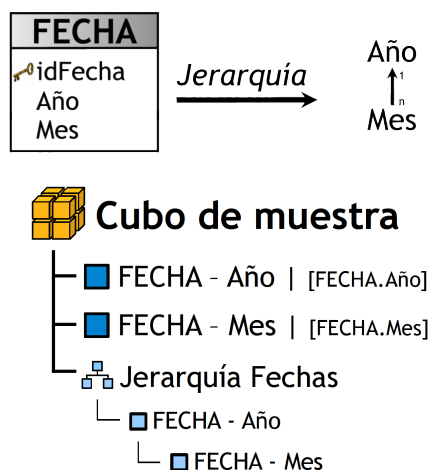 FECHA
idFecha
Año
Mes
Jerarquía
Año
1
n
Mes
Cubo de muestra
FECHA - Año | [FECHA.Año]
FECHA - Mes | [FECHA.Mes]
Jerarquía Fechas
FECHA - Año
FECHA - Mes